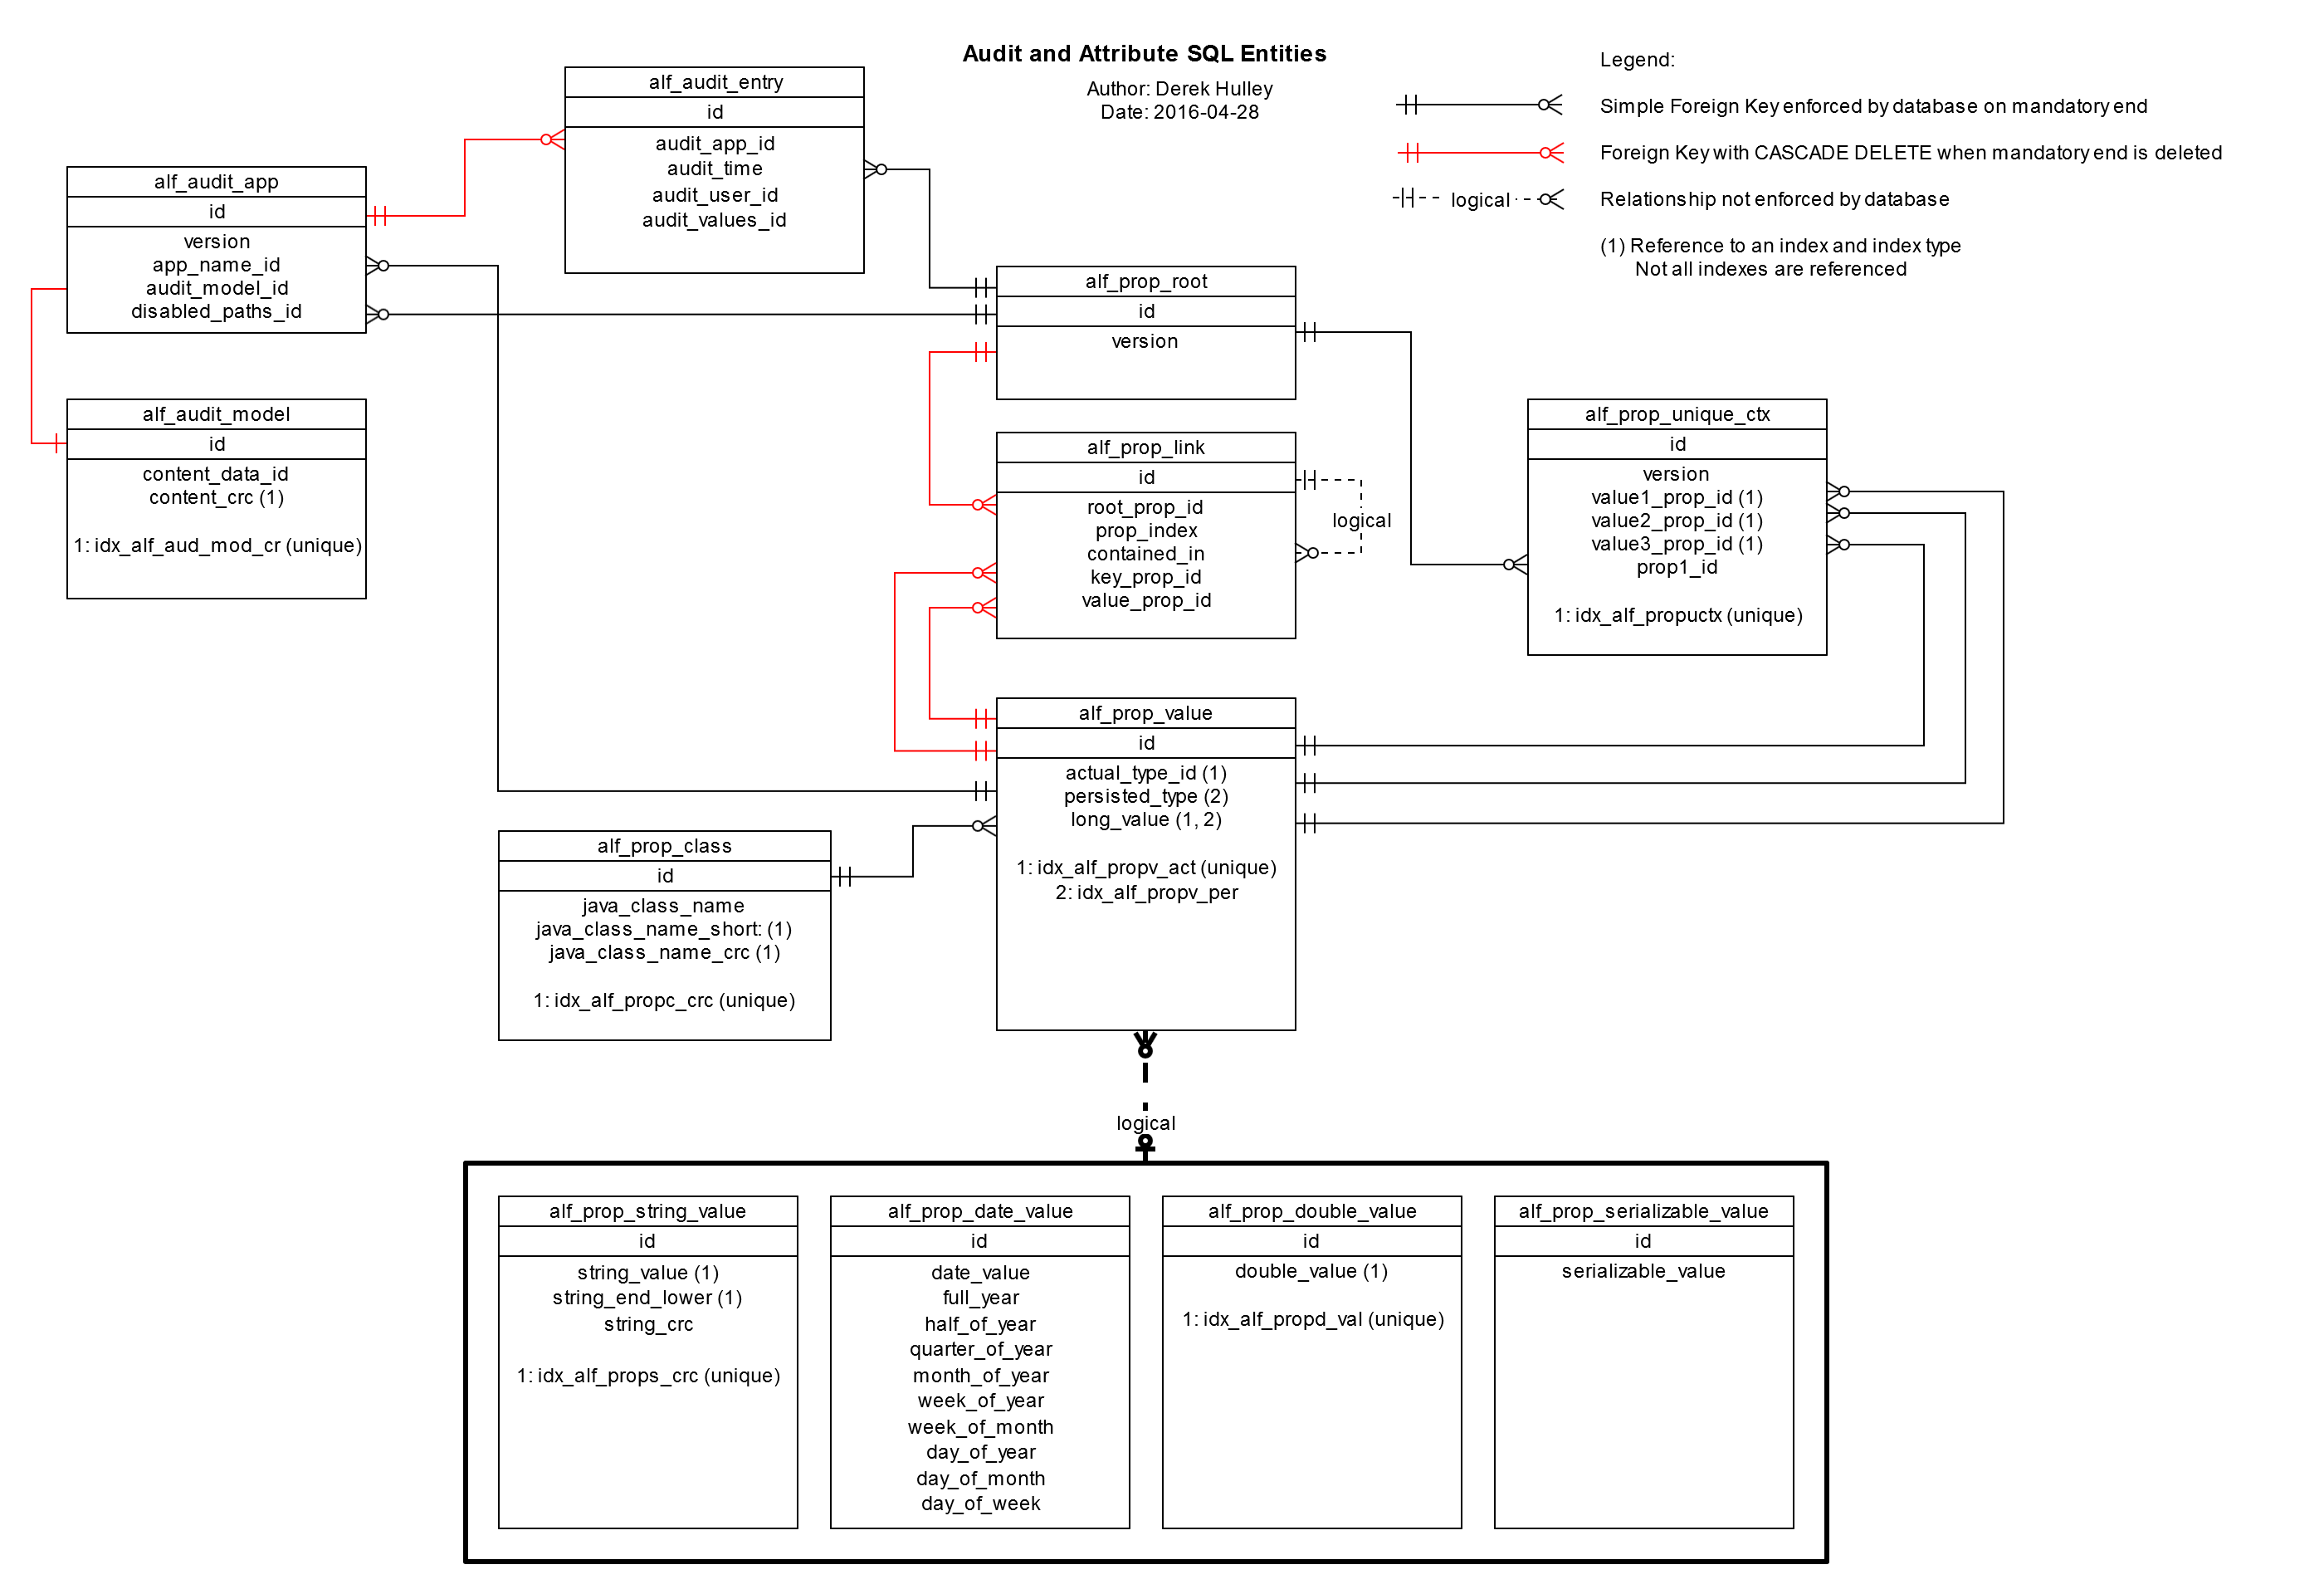 Audit and Attribute SQL Entities
Author: Derek Hulley
Date: 2016-04-28
Legend:
Simple Foreign Key enforced by database on mandatory end
Foreign Key with CASCADE DELETE when mandatory end is deleted
logical
Relationship not enforced by database
(1) Reference to an index and index type
Not all indexes are referenced
alf_audit_entry
id
audit_app_id
audit_time
audit_user_id
audit_values_id
alf_audit_app
id
version
app_name_id
audit_model_id
disabled_paths_id
alf_prop_root
id
version
alf_audit_model
id
content_data_id
content_crc (1)
1: idx_alf_aud_mod_cr (unique)
alf_prop_link
id
root_prop_id
prop_index
contained_in
key_prop_id
value_prop_id
logical
alf_prop_unique_ctx
id
version
value1_prop_id (1)
value2_prop_id (1)
value3_prop_id (1)
prop1_id
1: idx_alf_propuctx (unique)
alf_prop_value
id
actual_type_id (1)
persisted_type (2)
long_value (1, 2)
1: idx_alf_propv_act (unique)
2: idx_alf_propv_per
alf_prop_class
id
java_class_name
java_class_name_short: (1)
java_class_name_crc (1)
1: idx_alf_propc_crc (unique)
logical
alf_prop_string_value
id
string_value (1)
string_end_lower (1)
string_crc
1: idx_alf_props_crc (unique)
alf_prop_date_value
id
date_value
full_year
half_of_year
quarter_of_year
month_of_year
week_of_year
week_of_month
day_of_year
day_of_month
day_of_week
alf_prop_double_value
id
double_value (1)
1: idx_alf_propd_val (unique)
alf_prop_serializable_value
id
serializable_value